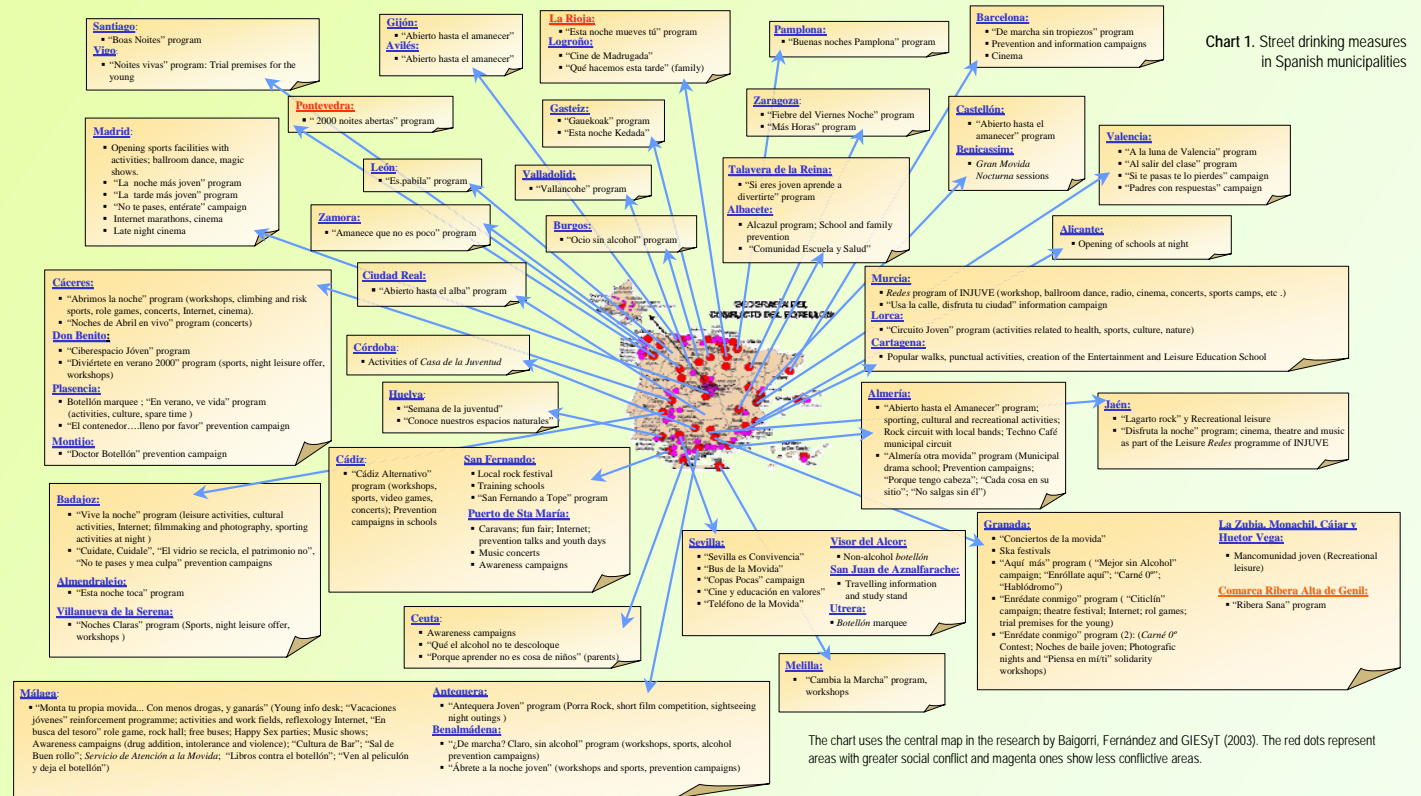 Chart 1. Street drinking measures
in Spanish municipalities
Santiago:
▪ “Boas Noites” program
Vigo:
▪ “Noites vivas” program: Trial premises for the
young
Gijón:
▪ “Abierto hasta el amanecer”
Avilés:
▪ “Abierto hasta el amanecer”
La Rioja:
▪ “Esta noche mueves tú” program
Logroño:
▪ “Cine de Madrugada”
▪ “Qué hacemos esta tarde” (family)
Pamplona:
▪ “Buenas noches Pamplona” program
Barcelona:
▪ “De marcha sin tropiezos” program
▪ Prevention and information campaigns
▪ Cinema
Pontevedra:
▪ “ 2000 noites abertas” program
Madrid:
▪ Opening sports facilities with
activities; ballroom dance, magic
shows.
▪ “La noche más joven” program
▪ “La tarde más joven” program
▪ “No te pases, entérate” campaign
▪ Internet marathons, cinema
▪ Late night cinema
Gasteiz:
▪ “Gauekoak” program
▪ “Esta noche Kedada”
Zaragoza:
▪ “Fiebre del Viernes Noche” program
▪ “Más Horas” program
Castellón:
▪ “Abierto hasta el
amanecer” program
Benicassim:
▪ Gran Movida
Nocturna sessions
Valencia:
▪ “A la luna de Valencia” program
▪ “Al salir del clase” program
▪ “Si te pasas te lo pierdes” campaign
▪ “Padres con respuestas” campaign
León:
▪ “Es.pabila” program
Valladolid:
▪ “Vallancohe” program
Talavera de la Reina:
▪ “Si eres joven aprende a
divertirte” program
Albacete:
▪ Alcazul program; School and family
prevention
▪ “Comunidad Escuela y Salud”
Zamora:
▪ “Amanece que no es poco” program
Burgos:
▪ “Ocio sin alcohol” program
Alicante:
▪ Opening of schools at night
Ciudad Real:
▪ “Abierto hasta el alba” program
Cáceres:
▪ “Abrimos la noche” program (workshops, climbing and risk
sports, role games, concerts, Internet, cinema).
▪ “Noches de Abril en vivo” program (concerts)
Don Benito:
▪ “Ciberespacio Jóven” program
▪ “Diviértete en verano 2000” program (sports, night leisure offer,
workshops)
Plasencia:
▪ Botellón marquee ; “En verano, ve vida” program
(activities, culture, spare time )
▪ “El contenedor….lleno por favor” prevention campaign
Montijo:
▪ “Doctor Botellón” prevention campaign
GEOGRAFÍA DEL
CONFLICTO DEL BOTELLÓN
Murcia:
▪ Redes program of INJUVE (workshop, ballroom dance, radio, cinema, concerts, sports camps, etc .)
▪ “Usa la calle, disfruta tu ciudad” information campaign
Lorca:
▪ “Circuito Joven” program (activities related to health, sports, culture, nature)
Cartagena:
▪ Popular walks, punctual activities, creation of the Entertainment and Leisure Education School
Córdoba:
▪ Activities of Casa de la Juventud
Huelva:
▪ “Semana de la juventud”
▪ “Conoce nuestros espacios naturales”
Almería:
▪ “Abierto hasta el Amanecer” program;
sporting, cultural and recreational activities;
Rock circuit with local bands; Techno Café
municipal circuit
▪ “Almería otra movida” program (Municipal
drama school; Prevention campaigns;
“Porque tengo cabeza”; “Cada cosa en su
sitio”; “No salgas sin él”)
Jaén:
▪ “Lagarto rock” y Recreational leisure
▪ “Disfruta la noche” program; cinema, theatre and music
as part of the Leisure Redes programme of INJUVE
Cádiz:
▪ “Cádiz Alternativo”
program (workshops,
sports, video games,
concerts); Prevention
campaigns in schools
San Fernando:
▪ Local rock festival
▪ Training schools
▪ “San Fernando a Tope” program
Puerto de Sta María:
▪ Caravans; fun fair; Internet;
prevention talks and youth days
▪ Music concerts
▪ Awareness campaigns
Badajoz:
▪ “Vive la noche” program (leisure activities, cultural
activities, Internet; filmmaking and photography, sporting
activities at night )
▪ “Cuidate, Cuidale”, “El vidrio se recicla, el patrimonio no”,
“No te pases y mea culpa” prevention campaigns
Almendralejo:
▪ “Esta noche toca” program
Villanueva de la Serena:
▪ “Noches Claras” program (Sports, night leisure offer,
workshops )
Sevilla:
▪ “Sevilla es Convivencia”
▪ “Bus de la Movida”
▪ “Copas Pocas” campaign
▪ “Cine y educación en valores”
▪ “Teléfono de la Movida”
Visor del Alcor:
▪ Non-alcohol botellón
San Juan de Aznalfarache:
▪ Travelling information
and study stand
Utrera:
▪ Botellón marquee
Granada:
▪ “Conciertos de la movida”
▪ Ska festivals
▪ “Aquí más” program ( “Mejor sin Alcohol”
campaign; “Enróllate aquí”; “Carné 0º”;
“Hablódromo”)
▪ “Enrédate conmigo” program ( “Citiclín”
campaign; theatre festival; Internet; rol games;
trial premises for the young)
▪ “Enrédate conmigo” program (2): (Carné 0º
Contest; Noches de baile joven; Photografic
nights and “Piensa en mí/ti” solidarity
workshops)
La Zubia, Monachil, Cájar y
Huetor Vega:
▪ Mancomunidad joven (Recreational
leisure)
Comarca Ribera Alta de Genil:
▪ “Ribera Sana” program
Ceuta:
▪ Awareness campaigns
▪ “Qué el alcohol no te descoloque
▪ “Porque aprender no es cosa de niños” (parents)
Melilla:
▪ “Cambia la Marcha” program,
workshops
Málaga:
▪ “Monta tu propia movida... Con menos drogas, y ganarás” (Young info desk; “Vacaciones
jóvenes” reinforcement programme; activities and work fields, reflexology Internet, “En
busca del tesoro” role game, rock hall; free buses; Happy Sex parties; Music shows;
Awareness campaigns (drug addition, intolerance and violence); “Cultura de Bar”; “Sal de
Buen rollo”; Servicio de Atención a la Movida; “Libros contra el botellón”; “Ven al peliculón
y deja el botellón”)
Antequera:
▪ “Antequera Joven” program (Porra Rock, short film competition, sightseeing
night outings )
Benalmádena:
▪ “¿De marcha? Claro, sin alcohol” program (workshops, sports, alcohol
prevention campaigns)
▪ “Ábrete a la noche joven” (workshops and sports, prevention campaigns)
The chart uses the central map in the research by Baigorri, Fernández and GIESyT (2003). The red dots represent
areas with greater social conflict and magenta ones show less conflictive areas.